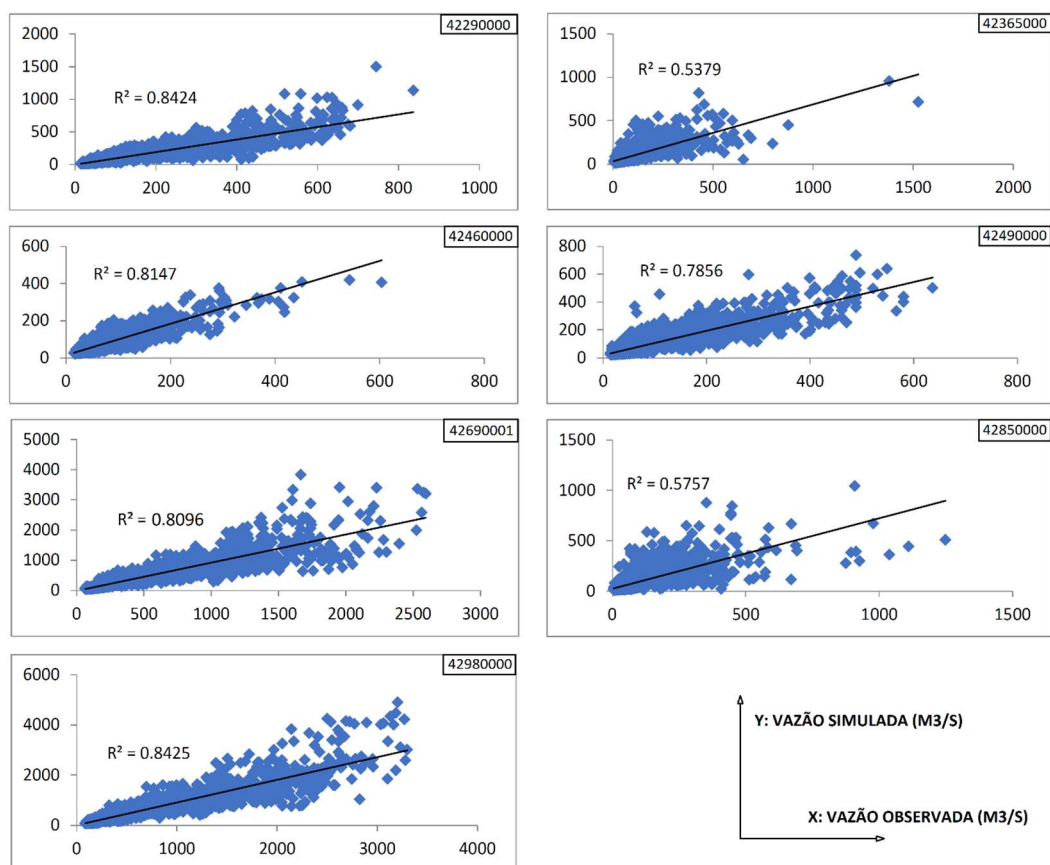 42290000
2000
1500
1000
500
0
R² = 0.8424
0 200 400 600 800 1000
42365000
1500
1000
500
0
R² = 0.5379
0 500 1000 1500 2000
42460000
600
400
200
0
R² = 0.8147
0 200 400 600 800
42490000
800
600
400
200
0
R² = 0.7856
0 200 400 600 800
42690001
5000
4000
3000
2000
1000
0
R² = 0.8096
0 500 1000 1500 2000 2500 3000
42850000
1500
1000
500
0
R² = 0.5757
0 500 1000 1500
42980000
6000
4000
2000
0
R² = 0.8425
0 1000 2000 3000 4000
Y: VAZÃO SIMULADA (M3/S)
X: VAZÃO OBSERVADA (M3/S)